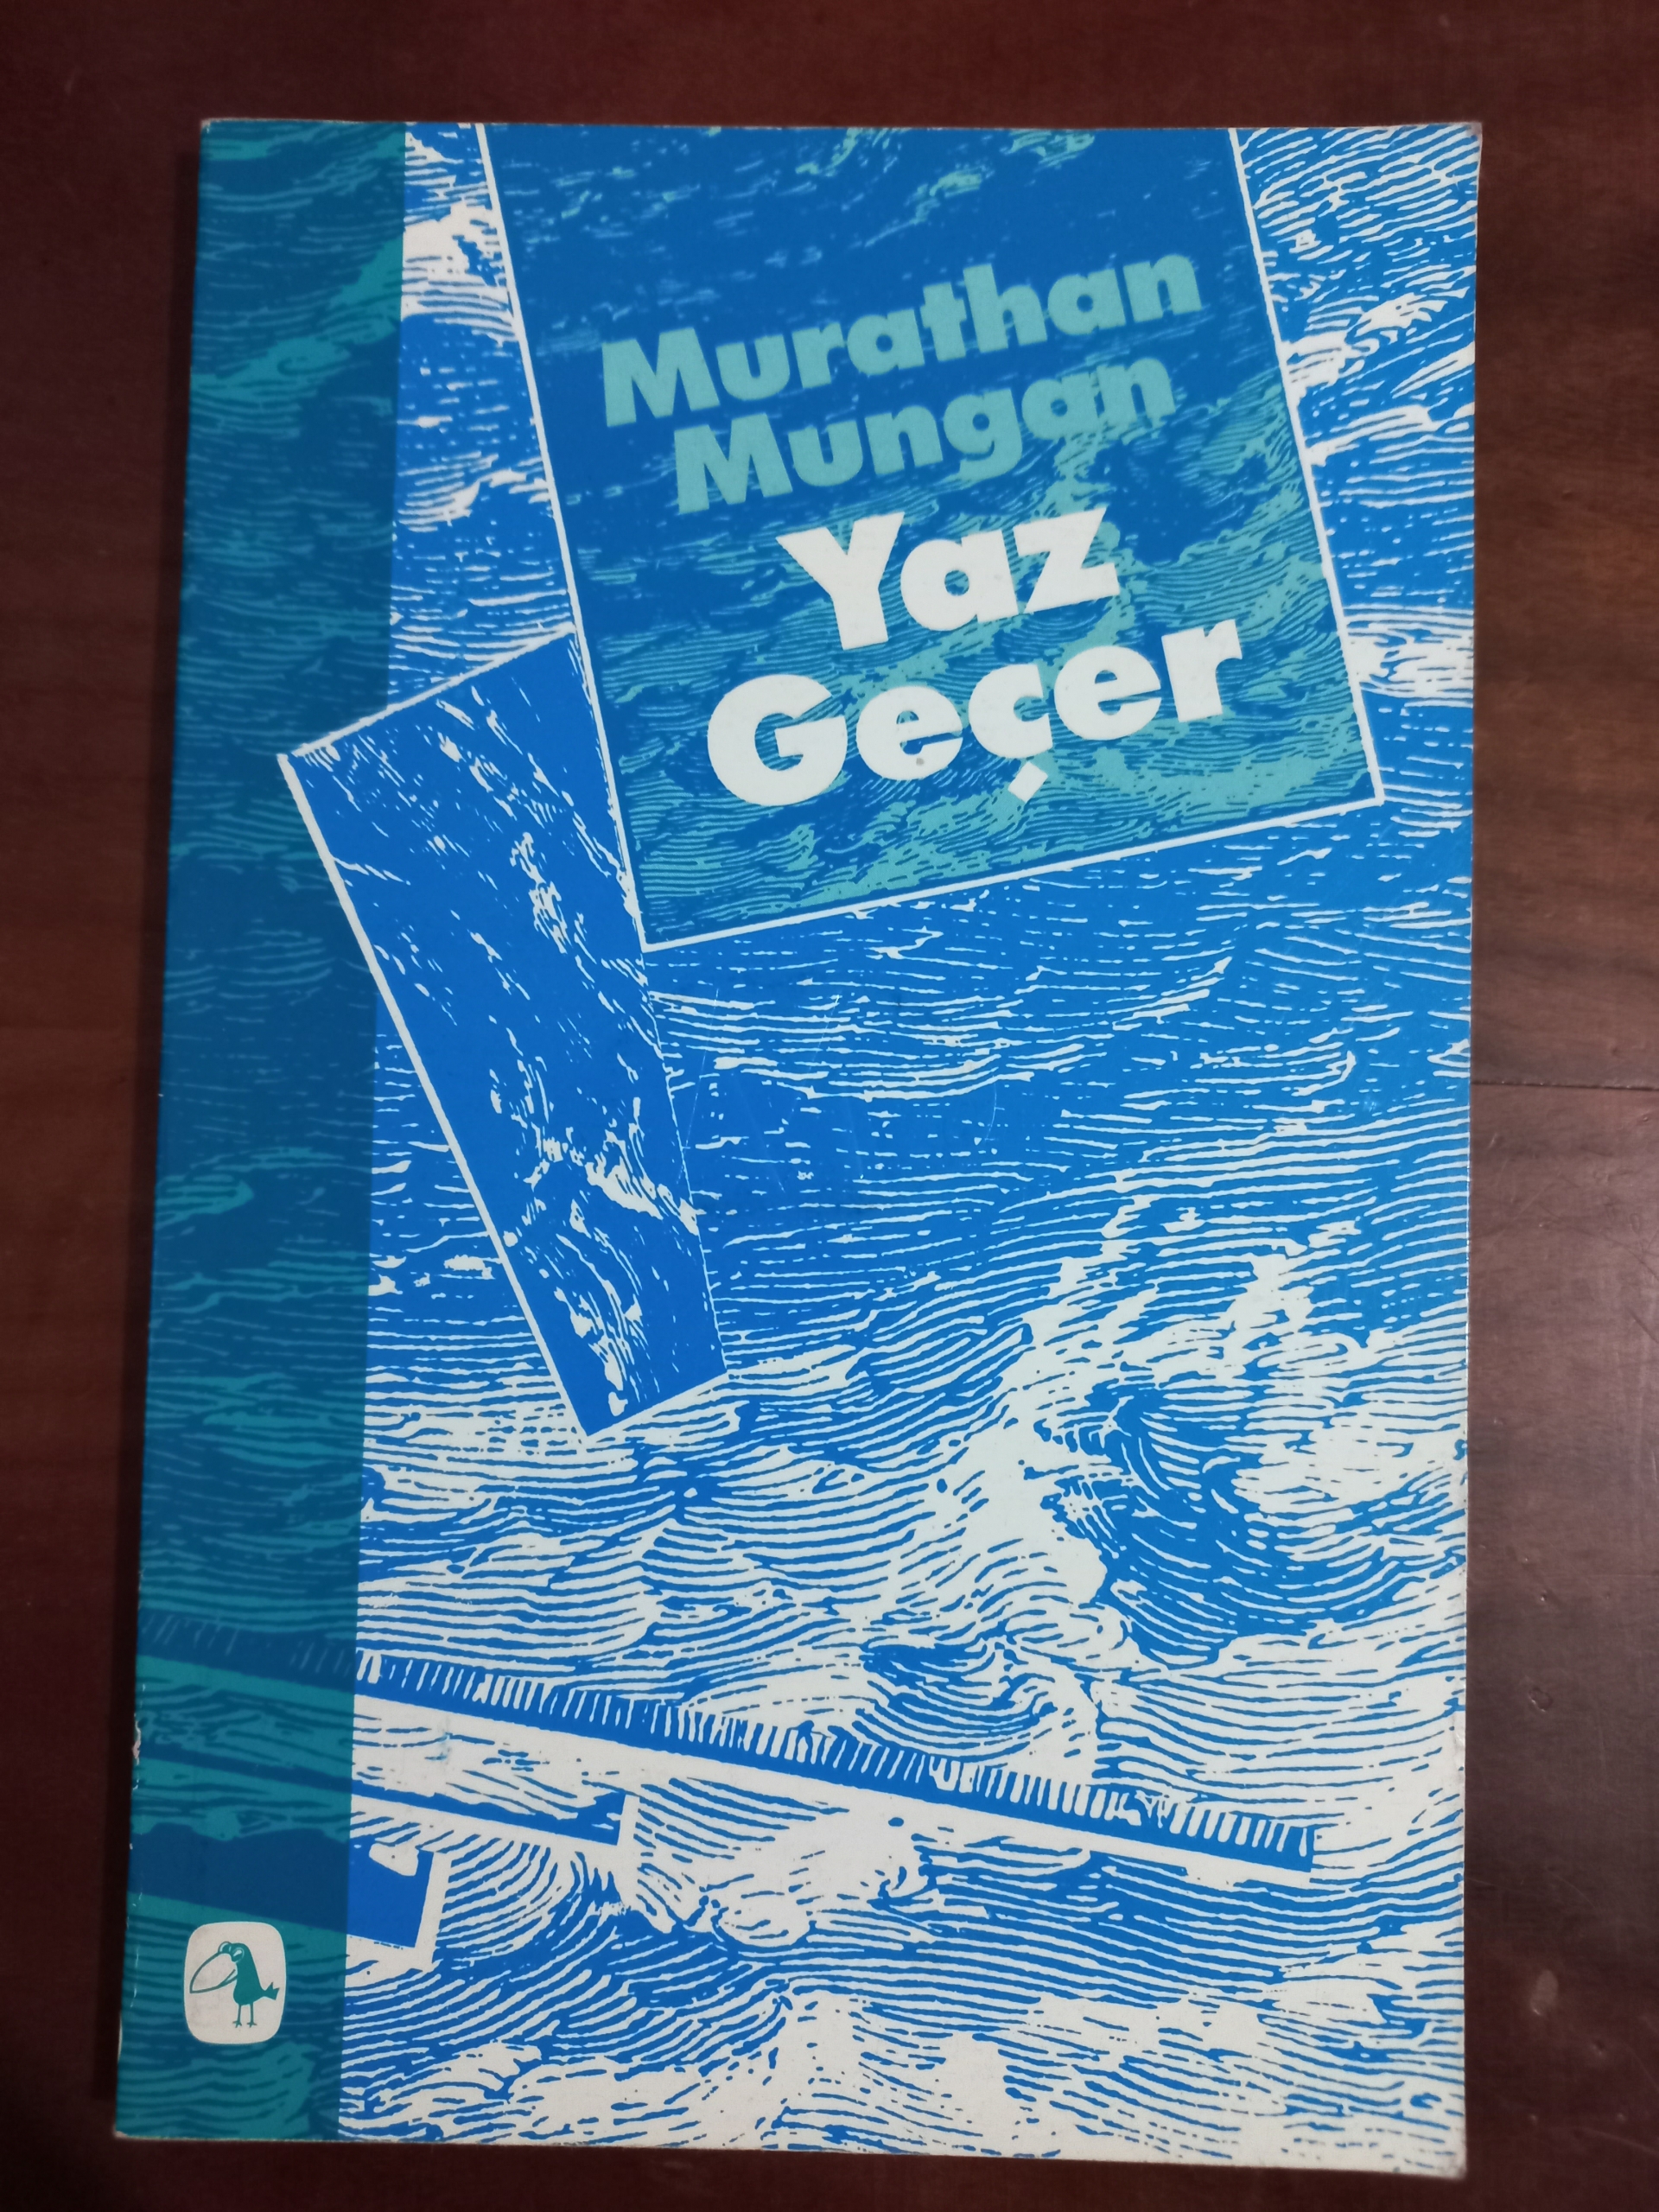 Murathan
Mungan
Yaz
Geçer